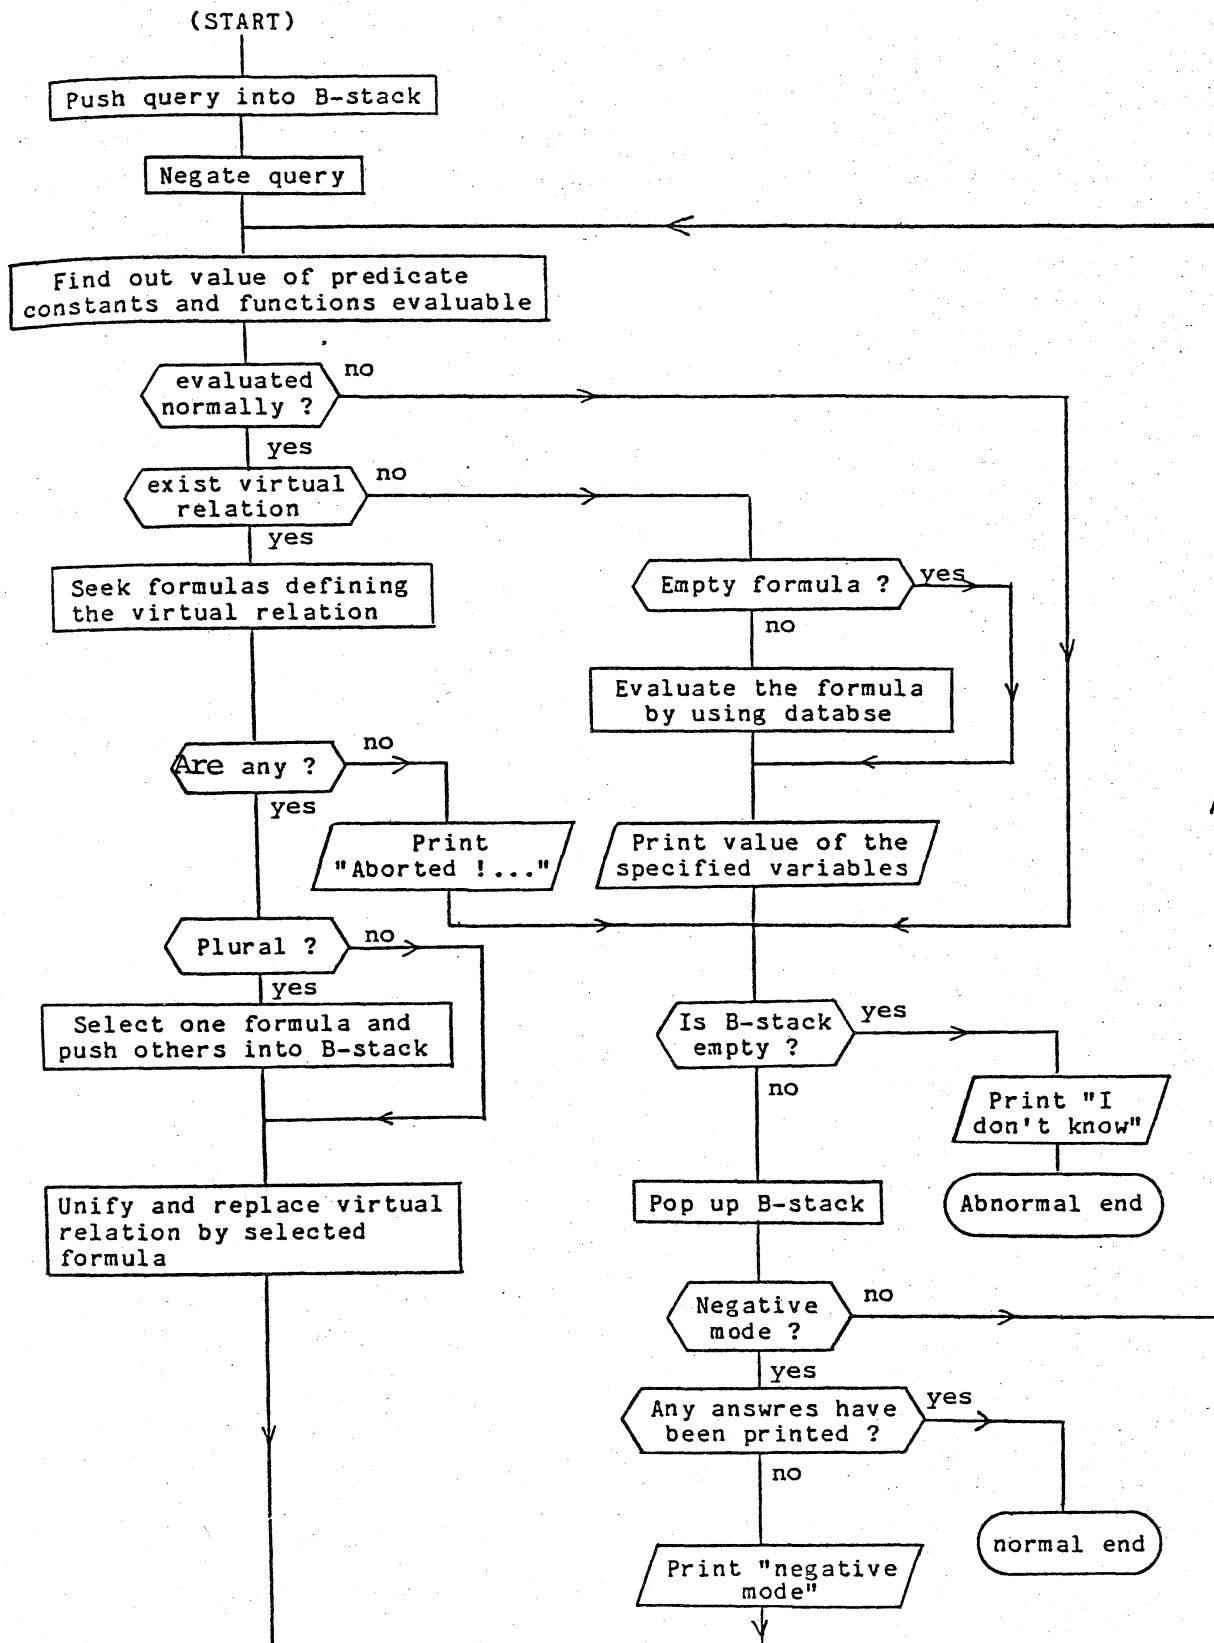 (START)
Push query into B-stack
Negate query
Find out value of predicate
constants and functions evaluable
evaluated
normally ?
no
yes
exist virtual
relation
no
yes
Seek formulas defining
the virtual relation
Empty formula ?
yes
no
Evaluate the formula
by using databse
Are any ?
no
yes
Print
"Aborted !..."
Print value of the
specified variables
Plural ?
no
yes
Select one formula and
push others into B-stack
Is B-stack
empty ?
yes
no
Print "I
don't know"
Abnormal end
Unify and replace virtual
relation by selected
formula
Pop up B-stack
Negative
mode ?
no
yes
Any answres have
been printed ?
yes
no
normal end
Print "negative
mode"